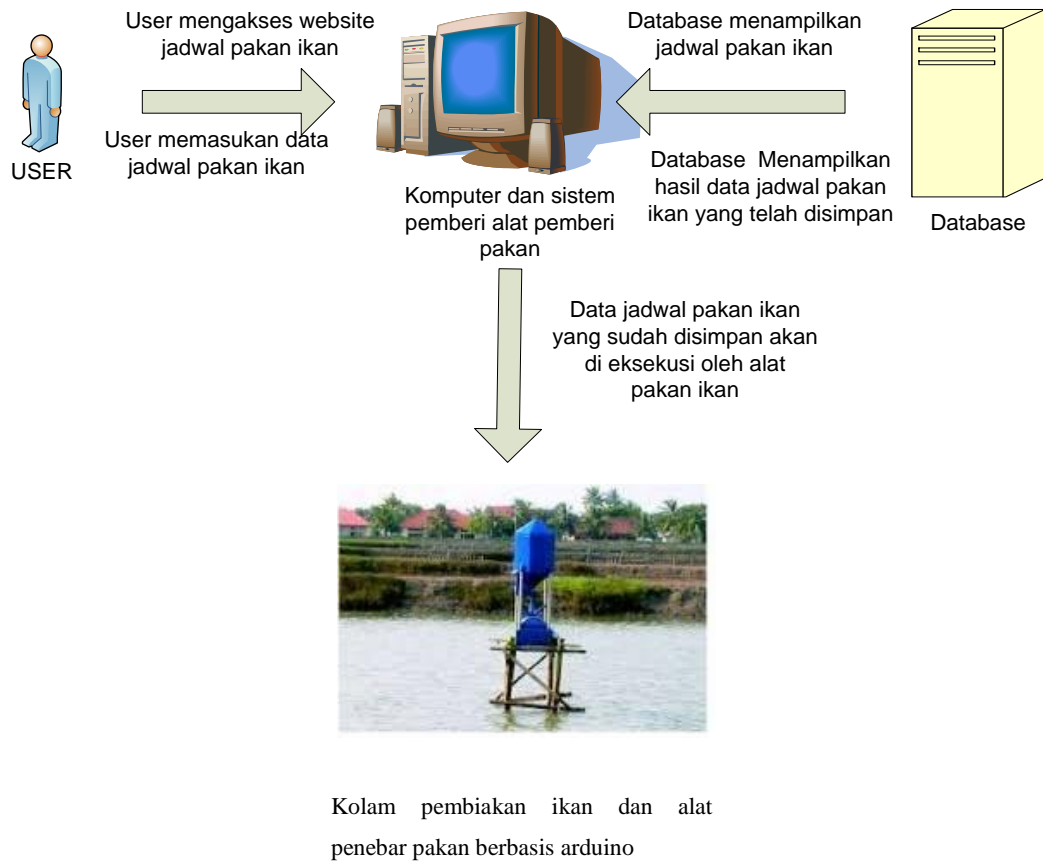 User mengakses website
jadwal pakan ikan
User memasukan data
jadwal pakan ikan
USER
Komputer dan sistem
pemberi alat pemberi
pakan
Database menampilkan
jadwal pakan ikan
Database Menampilkan
hasil data jadwal pakan
ikan yang telah disimpan
Database
Data jadwal pakan ikan
yang sudah disimpan akan
di eksekusi oleh alat
pakan ikan
Kolam pembiakan ikan dan alat
penebar pakan berbasis arduino